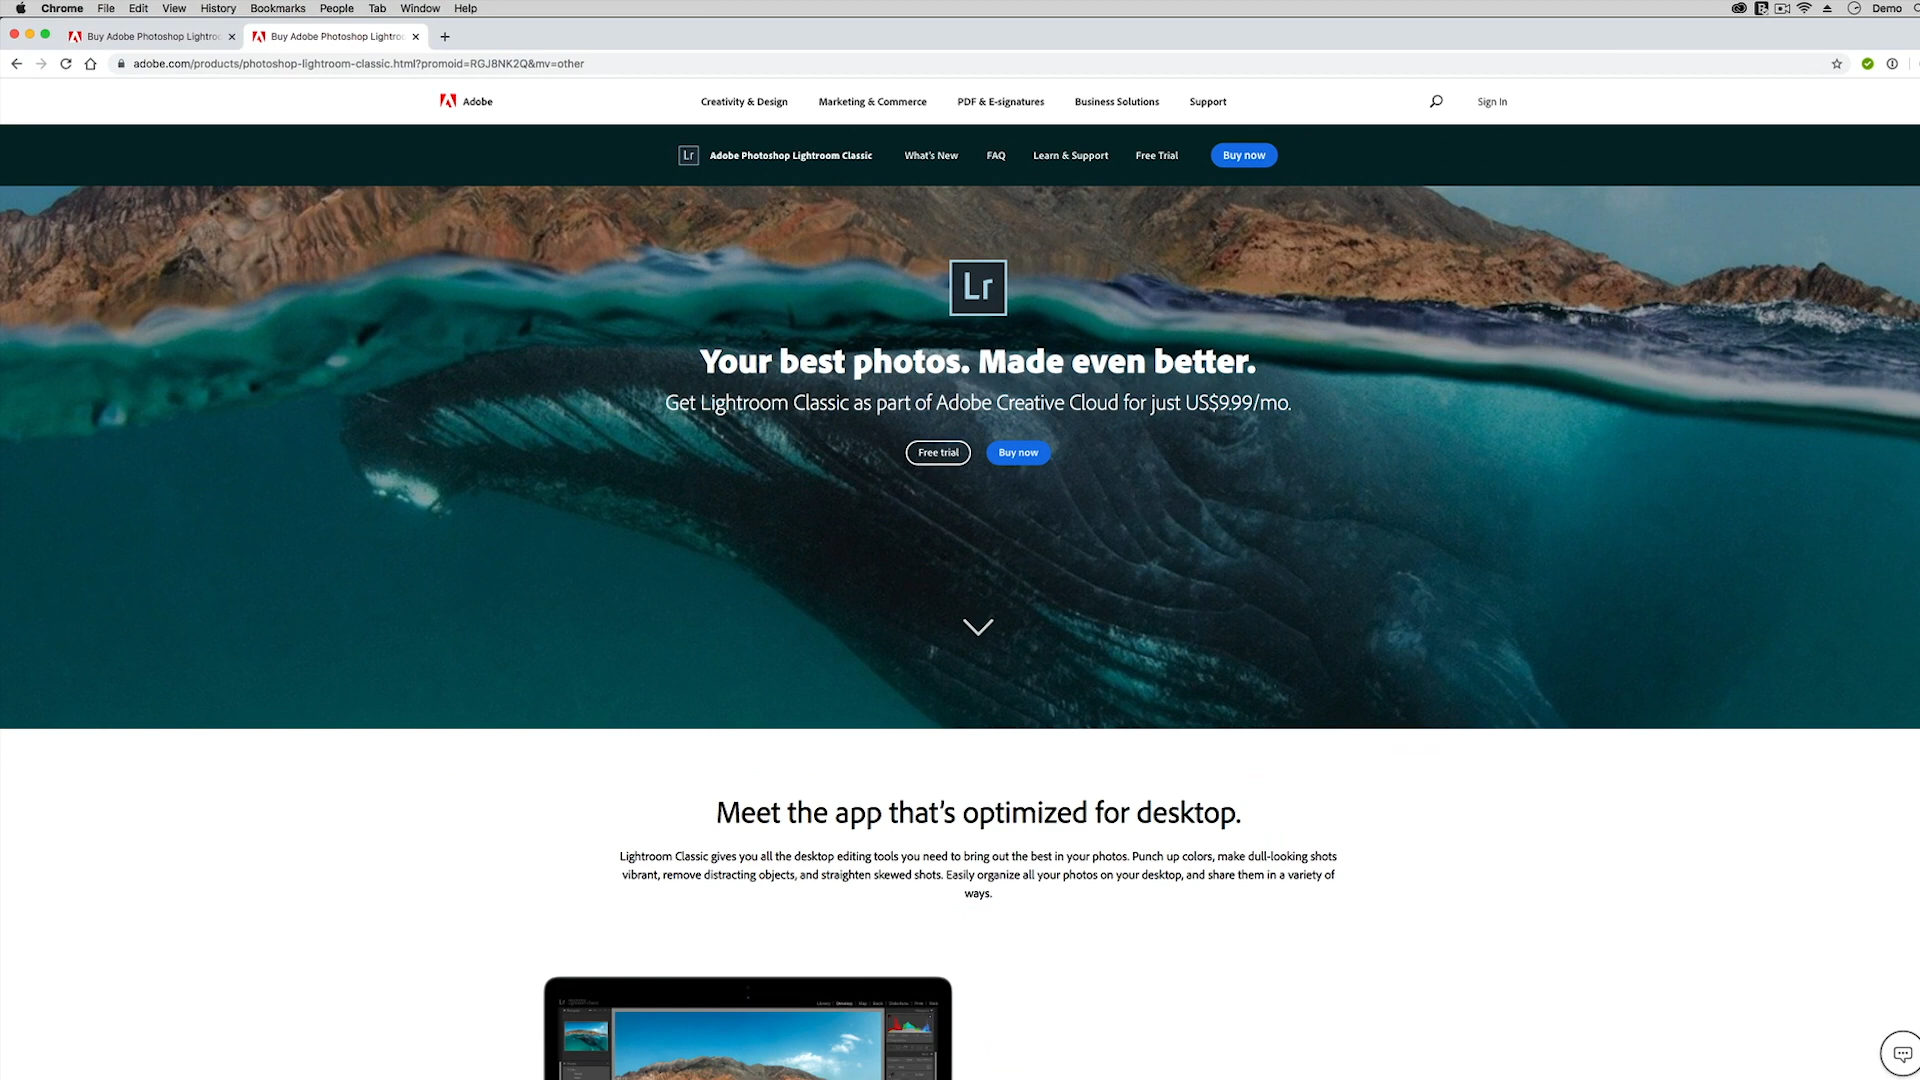 Chrome File Edit View History Bookmarks People Tab Window Help Demo
Buy Adobe Photoshop Lightroo Buy Adobe Photoshop Lightroo
adobe.com/products/photoshop-lightroom-classic.html?promoid=RGJ8NK2Q&mv=other
Adobe Creativity & Design Marketing & Commerce PDF & E-signatures Business Solutions Support Sign In
Lr Adobe Photoshop Lightroom Classic What's New FAQ Learn & Support Free Trial Buy now
Lr
Your best photos. Made even better.
Get Lightroom Classic as part of Adobe Creative Cloud for just US$9.99/mo.
Free trial Buy now
Meet the app that's optimized for desktop.
Lightroom Classic gives you all the desktop editing tools you need to bring out the best in your photos. Punch up colors, make dull-looking shots
vibrant, remove distracting objects, and straighten skewed shots. Easily organize all your photos on your desktop, and share them in a variety of
ways.